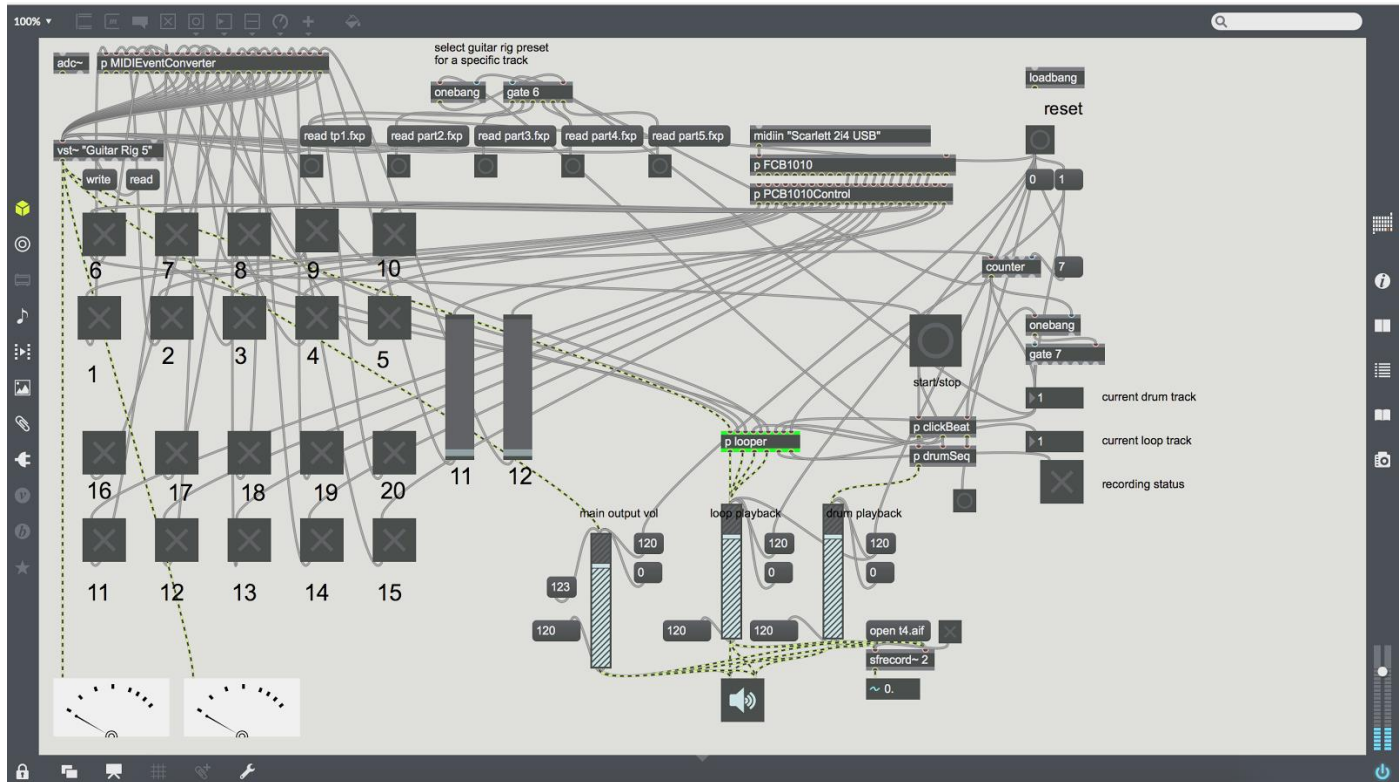 100% ▼
adc~
p MIDIEventConverter
select guitar rig preset
for a specific track
onebang
gate 6
loadbang
reset
read tp1.fxp
read part2.fxp
read part3.fxp
read part4.fxp
read part5.fxp
midiin "Scarlett 2i4 USB"
vst~ "Guitar Rig 5"
p FCB1010
write
read
p PCB1010Control
0
1
6
7
8
9
10
counter
7
onebang
gate 7
1
2
3
4
5
start/stop
1
current drum track
p clickBeat
1
current loop track
p looper
p drumSeq
16
17
18
19
20
11
12
recording status
main output vol
loop playback
drum playback
120
120
120
0
0
0
123
11
12
13
14
15
120
120
120
open t4.aif
sfrecord~ 2
~ 0.